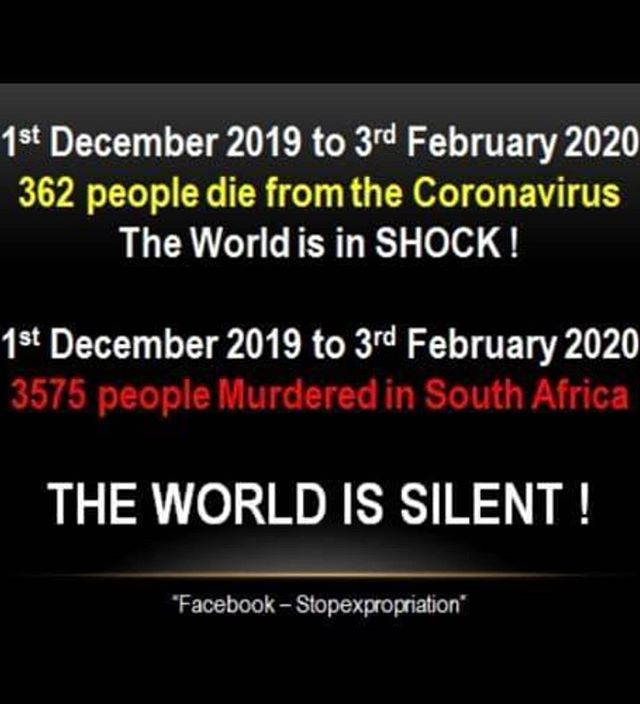 1st December 2019 to 3rd February 2020
362 people die from the Coronavirus
The World is in SHOCK !
1st December 2019 to 3rd February 2020
3575 people Murdered in South Africa
THE WORLD IS SILENT !
"Facebook – Stopexpropriation"